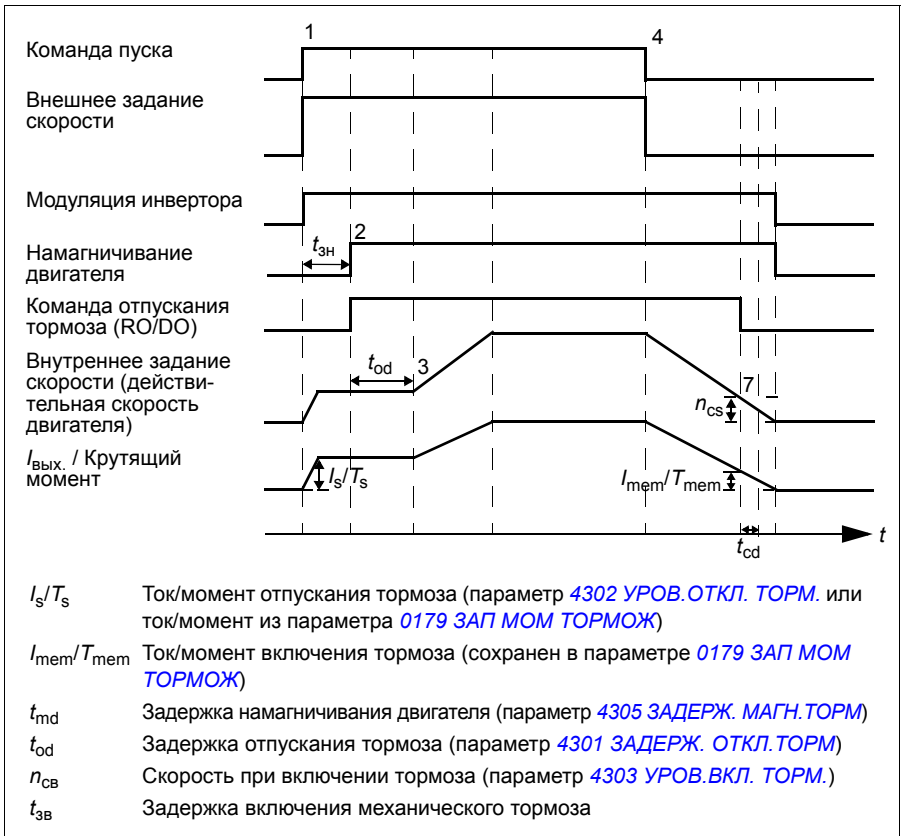 1
4
Команда пуска
Внешнее задание
скорости
Модуляция инвертора
tзн
2
Намагничивание
двигателя
Команда отпускания
тормоза (RO/DO)
Внутреннее задание
скорости (действи-
тельная скорость
двигателя)
tod
3
7
ncs
Iвых. / Крутящий
момент
Is/Ts
Imem/Tmem
t
tcd
Is/Ts Ток/момент отпускания тормоза (параметр 4302 УРОВ.ОТКЛ. ТОРМ. или
ток/момент из параметра 0179 ЗАП МОМ ТОРМОЖ)
Imem/Tmem Ток/момент включения тормоза (сохранен в параметре 0179 ЗАП МОМ
ТОРМОЖ)
tmd Задержка намагничивания двигателя (параметр 4305 ЗАДЕРЖ. МАГН.ТОРМ)
tod Задержка отпускания тормоза (параметр 4301 ЗАДЕРЖ. ОТКЛ.ТОРМ)
nсв Скорость при включении тормоза (параметр 4303 УРОВ.ВКЛ. ТОРМ.)
tзв Задержка включения механического тормоза